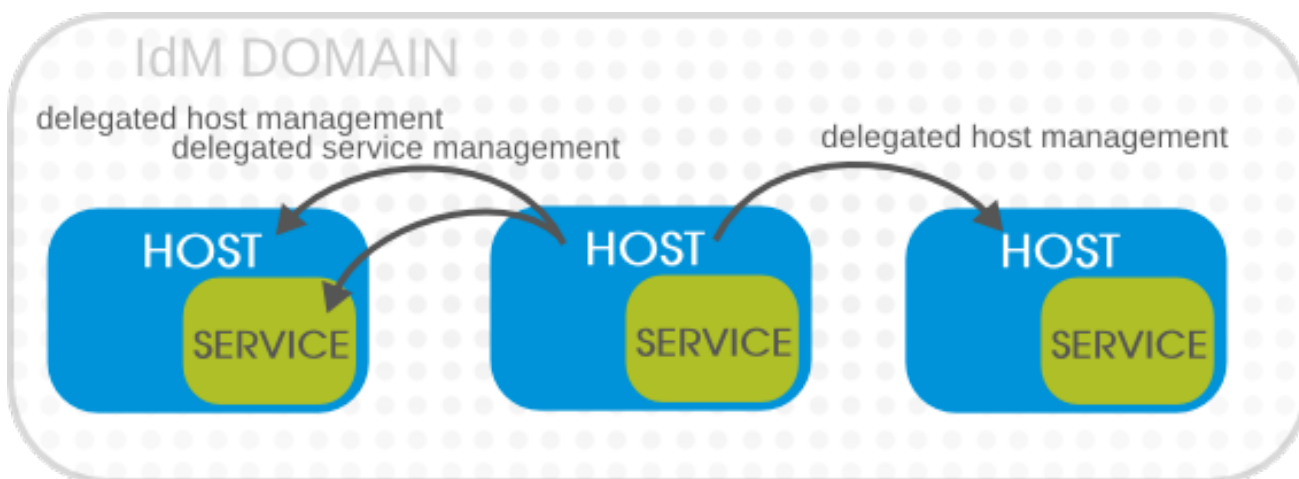 IdM DOMAIN
delegated host management
delegated service management
delegated host management
HOST
SERVICE
HOST
SERVICE
HOST
SERVICE